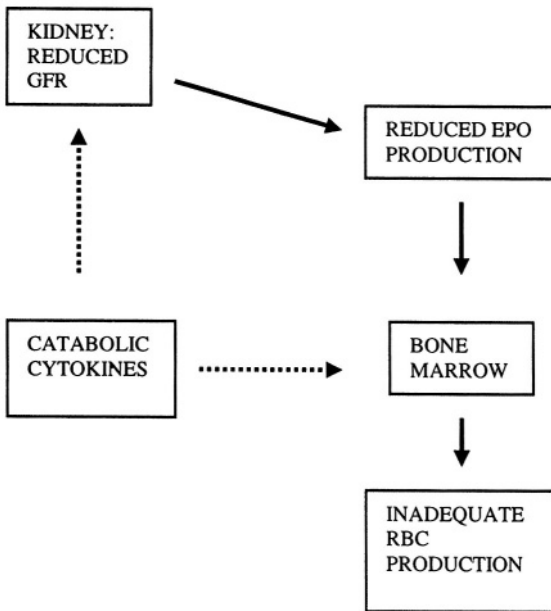 KIDNEY:
REDUCED
GFR
REDUCED EPO
PRODUCTION
CATABOLIC
CYTOKINES
BONE
MARROW
INADEQUATE
RBC
PRODUCTION